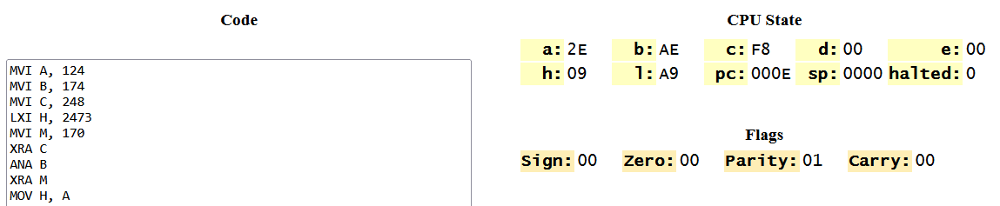 Code
MVI A, 124
MVI B, 174
MVI C, 248
LXI H, 2473
MVI M, 170
XRA C
ANA B
XRA M
MOV H, A
CPU State
a: 2E b: AE c: F8 d: 00 e: 00
h: 09 l: A9 pc: 000E sp: 0000 halted: 0
Flags
Sign: 00 Zero: 00 Parity: 01 Carry: 00